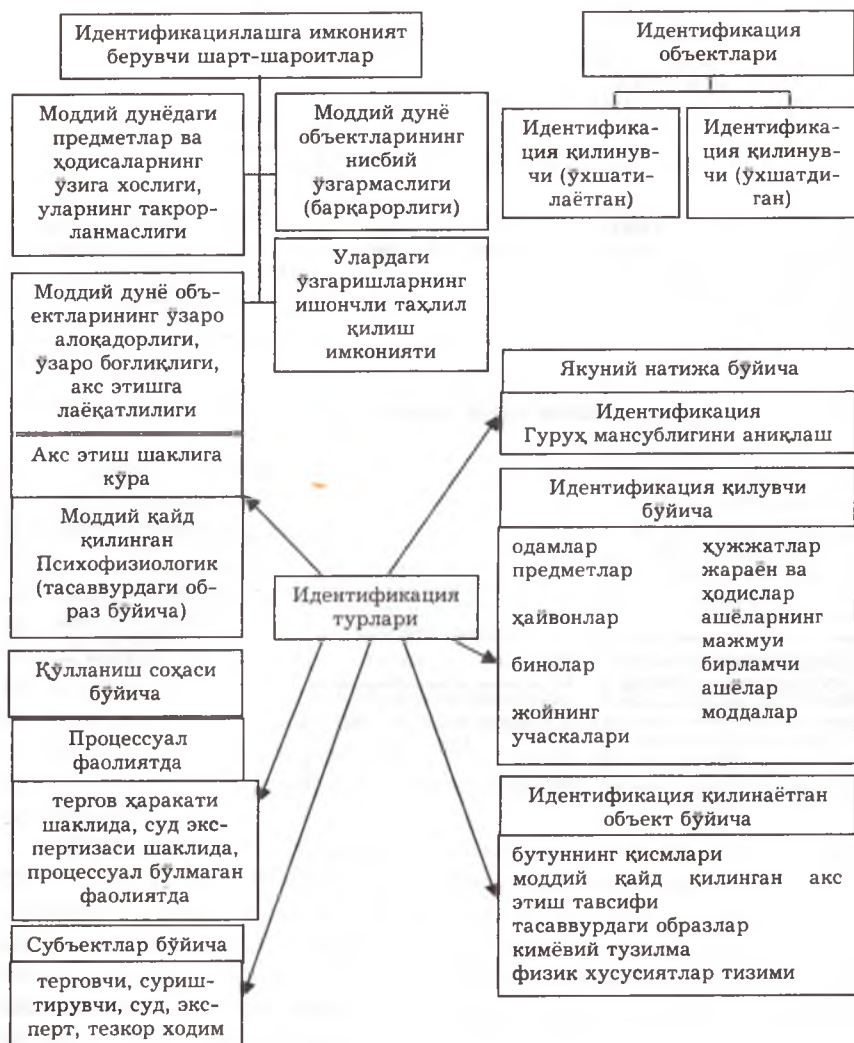 Идентификациялашга имконият
берувчи шарт-шароитлар
Идентификация
объектлари
Моддий дунёдаги
предметлар ва
ҳодисаларнинг
ўзига хослиги,
уларнинг такрор-
ланмаслиги
Моддий дунё
объектларининг
нисбий
ўзгармаслиги
(барқарорлиги)
Идентифика-
ция қилинув-
чи (ўхшати-
лаётган)
Идентифика-
ция қилинув-
чи (ўхшатди-
ган)
Моддий дунё объ-
ектларининг ўзаро
алоқадорлиги,
ўзаро боғлиқлиги,
акс этишга
лаёқатлилиги
Улардаги
ўзгаришларнинг
ишончли таҳлил
қилиш
имконияти
Якуний натижа бўйича
Идентификация
Гуруҳ мансублигини аниқлаш
Акс этиш шаклига
кўра
Моддий қайд
қилинган
Психофизиологик
(тасаввурдаги об-
раз бўйича)
Идентификация қилувчи
бўйича
одамлар ҳужжатлар
предметлар жараён ва
ҳодислар
ҳайвонлар ашёларнинг
мажмуи
бинолар бирламчи
ашёлар
жойнинг моддалар
учаскалари
Идентификация
турлари
Қўлланиш соҳаси
бўйича
Процессуал
фаолиятда
тергов ҳаракати
шаклида, суд экс-
пертизаси шаклида,
процессуал бўлмаган
фаолиятда
Идентификация қилинаётган
объект бўйича
бутуннинг қисмлари
моддий қайд қилинган акс
этиш тавсифи
тасаввурдаги образлар
кимёвий тузилма
физик хусусиятлар тизими
Субъектлар бўйича
терговчи, суриш-
тирувчи, суд, экс-
перт, тезкор ходим